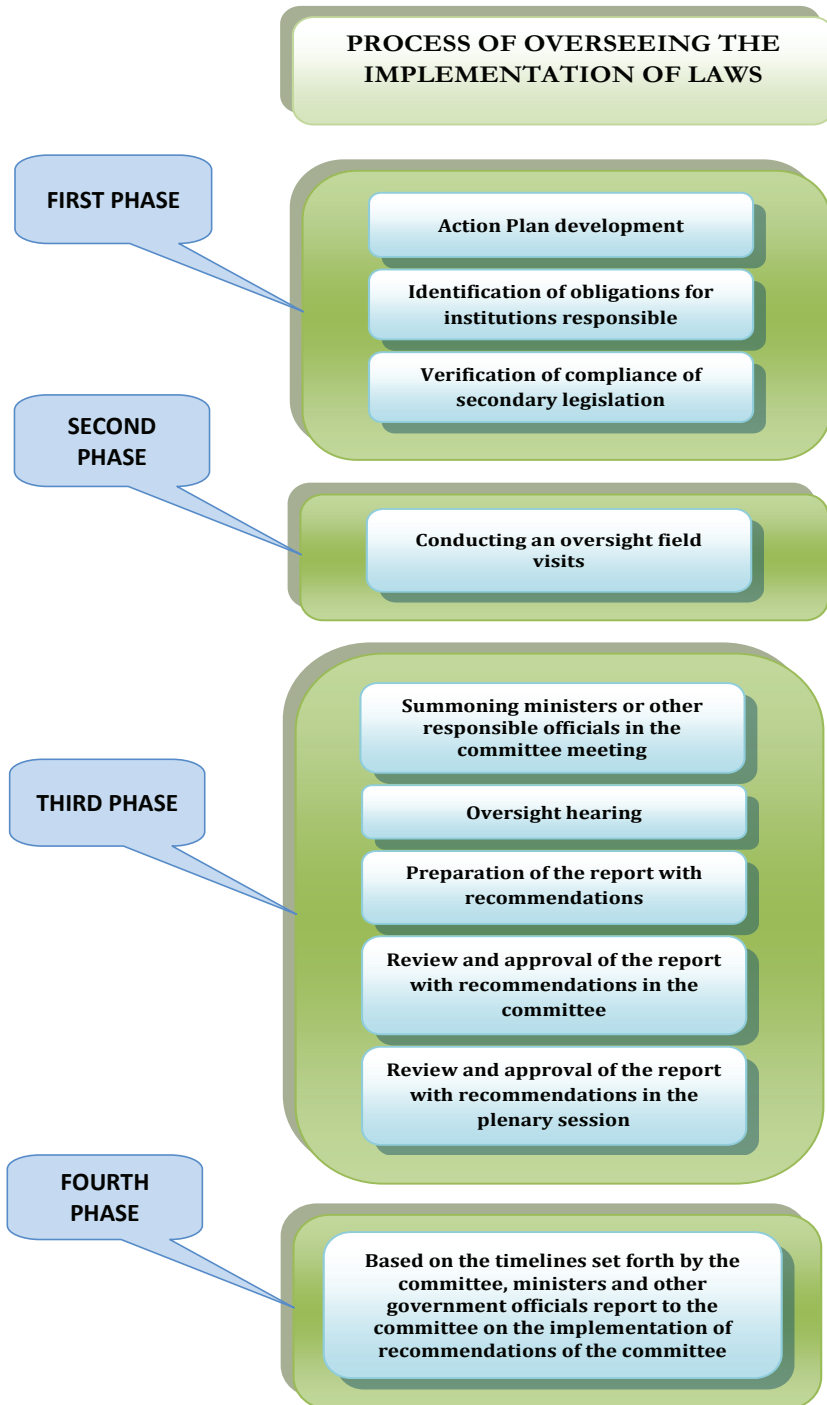 PROCESS OF OVERSEEING THE
IMPLEMENTATION OF LAWS
FIRST PHASE
Action Plan development
Identification of obligations for
institutions responsible
Verification of compliance of
secondary legislation
SECOND
PHASE
Conducting an oversight field
visits
THIRD PHASE
Summoning ministers or other
responsible officials in the
committee meeting
Oversight hearing
Preparation of the report with
recommendations
Review and approval of the report
with recommendations in the
committee
Review and approval of the report
with recommendations in the
plenary session
FOURTH
PHASE
Based on the timelines set forth by the
committee, ministers and other
government officials report to the
committee on the implementation of
recommendations of the committee